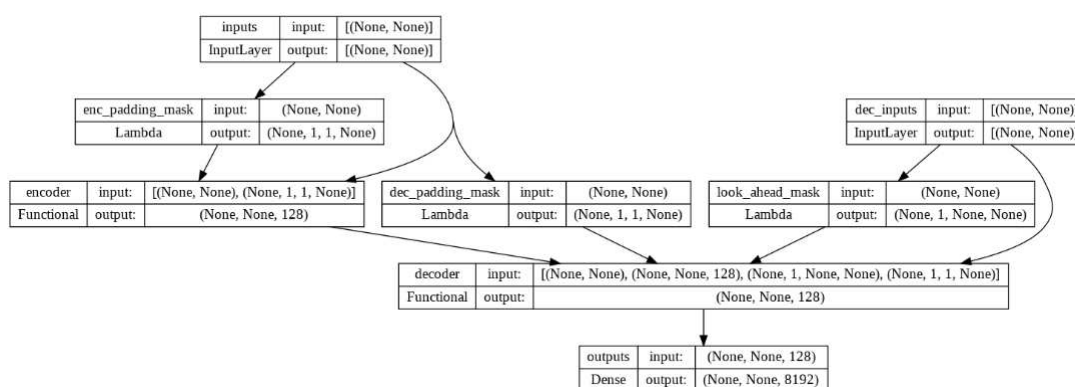 inputs input: [(None, None)]
InputLayer output: [(None, None)]
enc_padding_mask input: (None, None)
Lambda output: (None, 1, 1, None)
dec_inputs input: [(None, None)]
InputLayer output: [(None, None)]
encoder input: [(None, None), (None, 1, 1, None)]
Functional output: (None, None, 128)
dec_padding_mask input: (None, None)
Lambda output: (None, 1, 1, None)
look_ahead_mask input: (None, None)
Lambda output: (None, 1, None, None)
decoder input: [(None, None), (None, None, 128), (None, 1, None, None), (None, 1, 1, None)]
Functional output: (None, None, 128)
outputs input: (None, None, 128)
Dense output: (None, None, 8192)